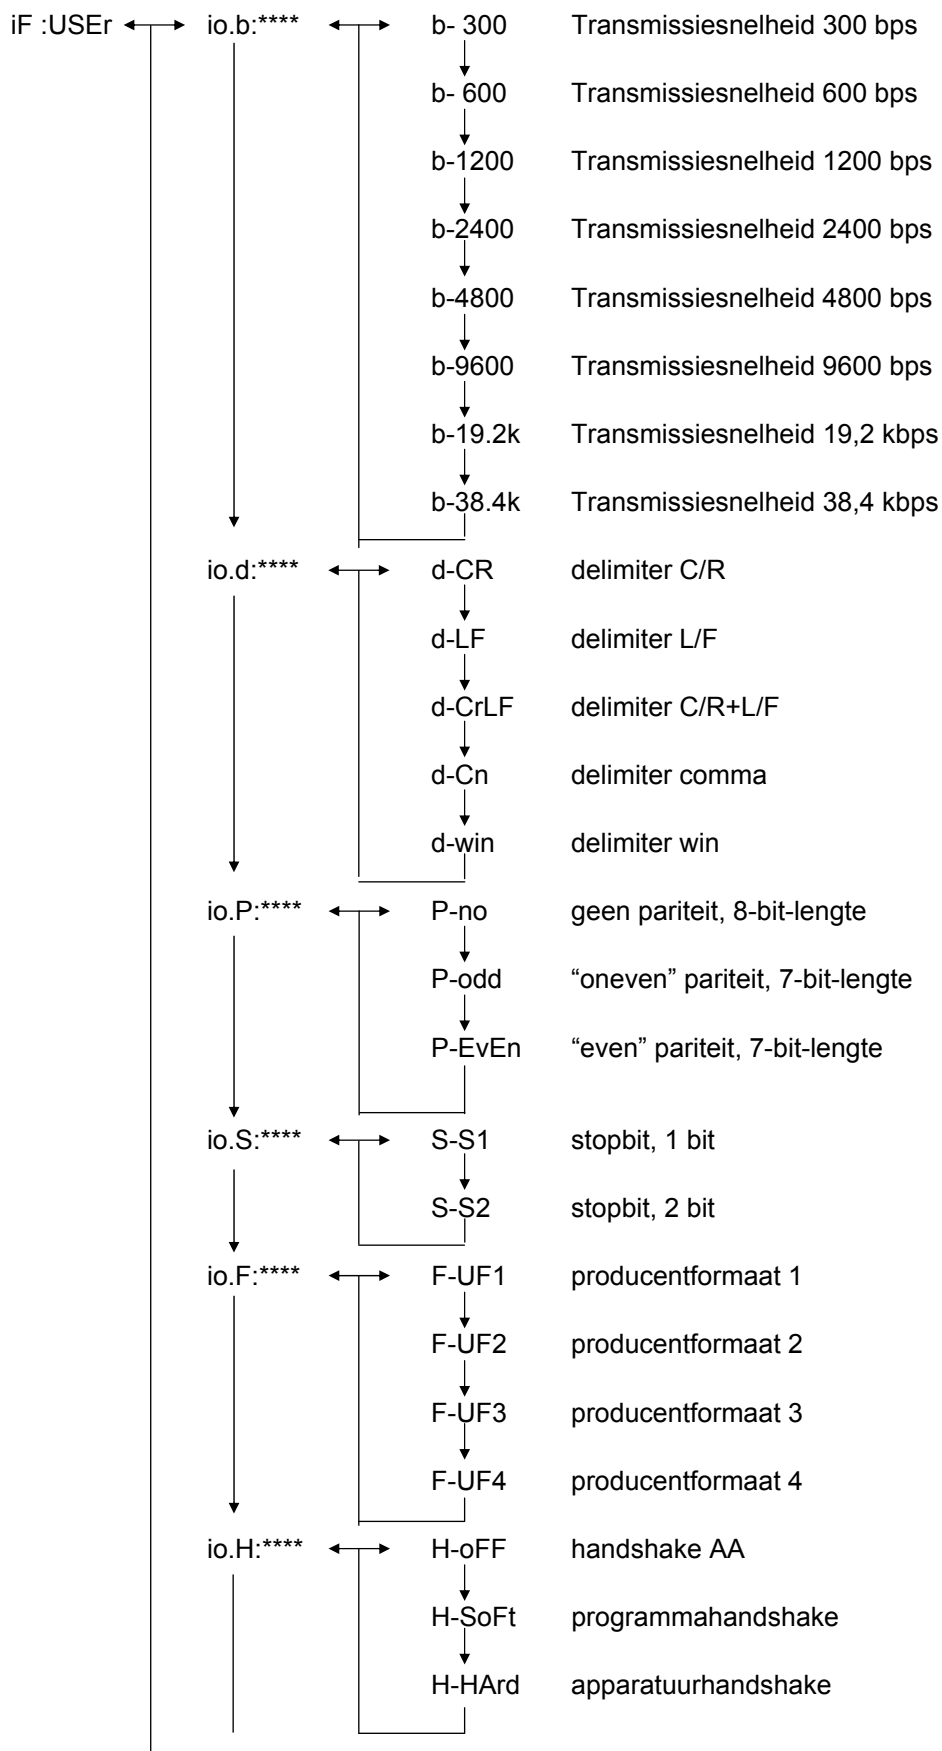 iF :USEr io.b:**** b- 300 Transmissiesnelheid 300 bps
b- 600 Transmissiesnelheid 600 bps
b-1200 Transmissiesnelheid 1200 bps
b-2400 Transmissiesnelheid 2400 bps
b-4800 Transmissiesnelheid 4800 bps
b-9600 Transmissiesnelheid 9600 bps
b-19.2k Transmissiesnelheid 19,2 kbps
b-38.4k Transmissiesnelheid 38,4 kbps
io.d:**** d-CR delimiter C/R
d-LF delimiter L/F
d-CrLF delimiter C/R+L/F
d-Cn delimiter comma
d-win delimiter win
io.P:**** P-no geen pariteit, 8-bit-lengte
P-odd “oneven” pariteit, 7-bit-lengte
P-EvEn “even” pariteit, 7-bit-lengte
io.S:**** S-S1 stopbit, 1 bit
S-S2 stopbit, 2 bit
io.F:**** F-UF1 producentformaat 1
F-UF2 producentformaat 2
F-UF3 producentformaat 3
F-UF4 producentformaat 4
io.H:**** H-oFF handshake AA
H-SoFt programmahandshake
H-HArd apparatuurhandshake